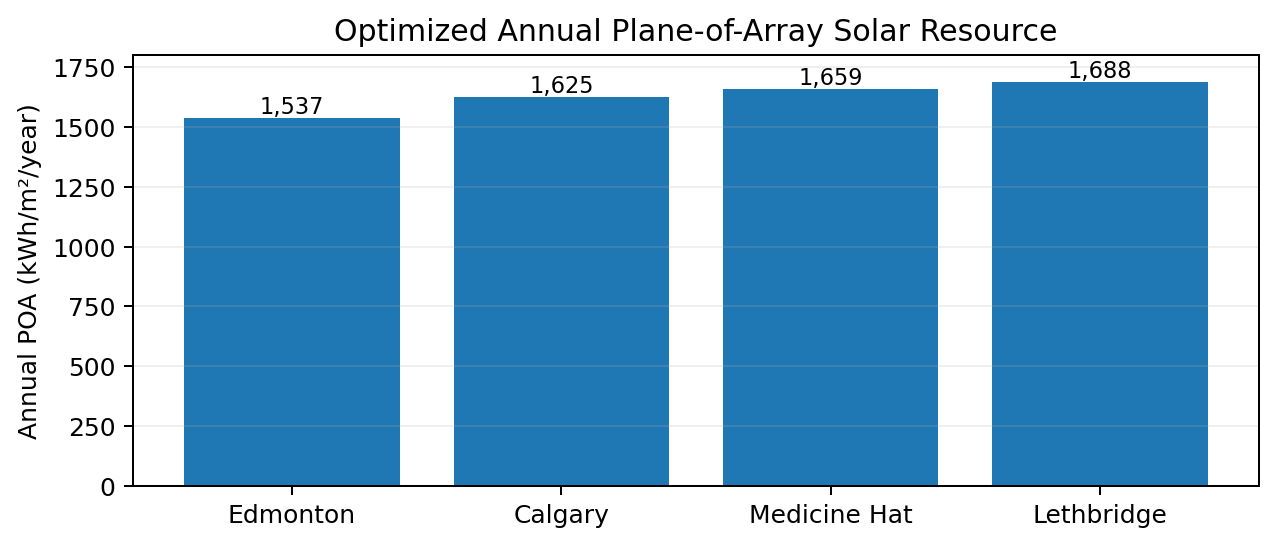 Optimized Annual Plane-of-Array Solar Resource
Annual POA (kWh/m²/year)
1750
1500
1250
1000
750
500
250
0
1,537
1,625
1,659
1,688
Edmonton
Calgary
Medicine Hat
Lethbridge